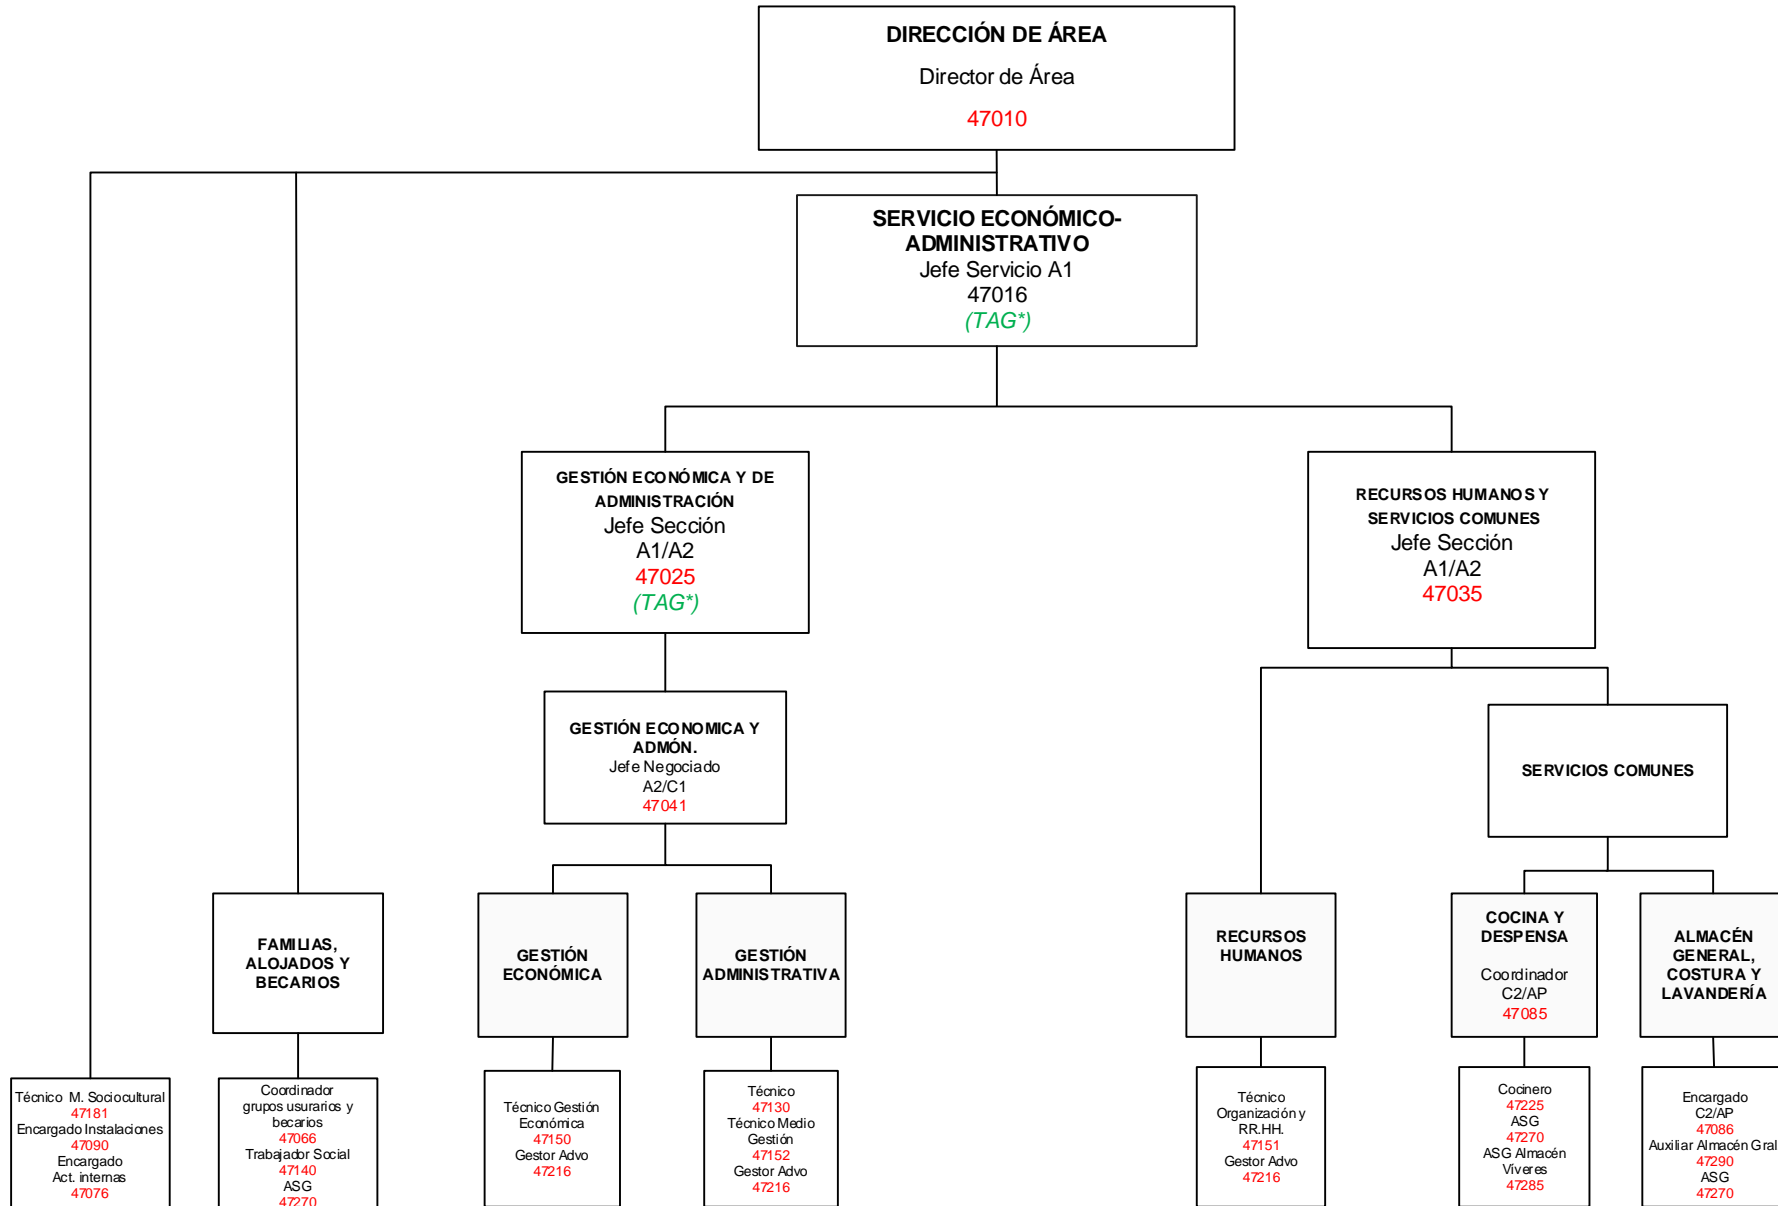 DIRECCIÓN DE ÁREA
Director de Área
47010
SERVICIO ECONÓMICO-
ADMINISTRATIVO
Jefe Servicio A1
47016
(TAG*)
GESTIÓN ECONÓMICA Y DE
ADMINISTRACIÓN
Jefe Sección
A1/A2
47025
(TAG*)
RECURSOS HUMANOS Y
SERVICIOS COMUNES
Jefe Sección
A1/A2
47035
GESTIÓN ECONOMICA Y
ADMÓN.
Jefe Negociado
A2/C1
47041
SERVICIOS COMUNES
FAMILIAS,
ALOJADOS Y
BECARIOS
GESTIÓN
ECONÓMICA
GESTIÓN
ADMINISTRATIVA
RECURSOS
HUMANOS
COCINA Y
DESPENSA
Coordinador
C2/AP
47085
ALMACÉN
GENERAL,
COSTURA Y
LAVANDERÍA
Técnico M. Sociocultural
47181
Encargado Instalaciones
47090
Encargado
Act. internas
47076
Coordinador
grupos usurarios y
becarios
47066
Trabajador Social
47140
ASG
47270
Técnico Gestión
Económica
47150
Gestor Advo
47216
Técnico
47130
Técnico Medio
Gestión
47152
Gestor Advo
47216
Técnico
Organización y
RR.HH.
47151
Gestor Advo
47216
Cocinero
47225
ASG
47270
ASG Almacén
Víveres
47285
Encargado
C2/AP
47086
Auxiliar Almacén Gral
47290
ASG
47270